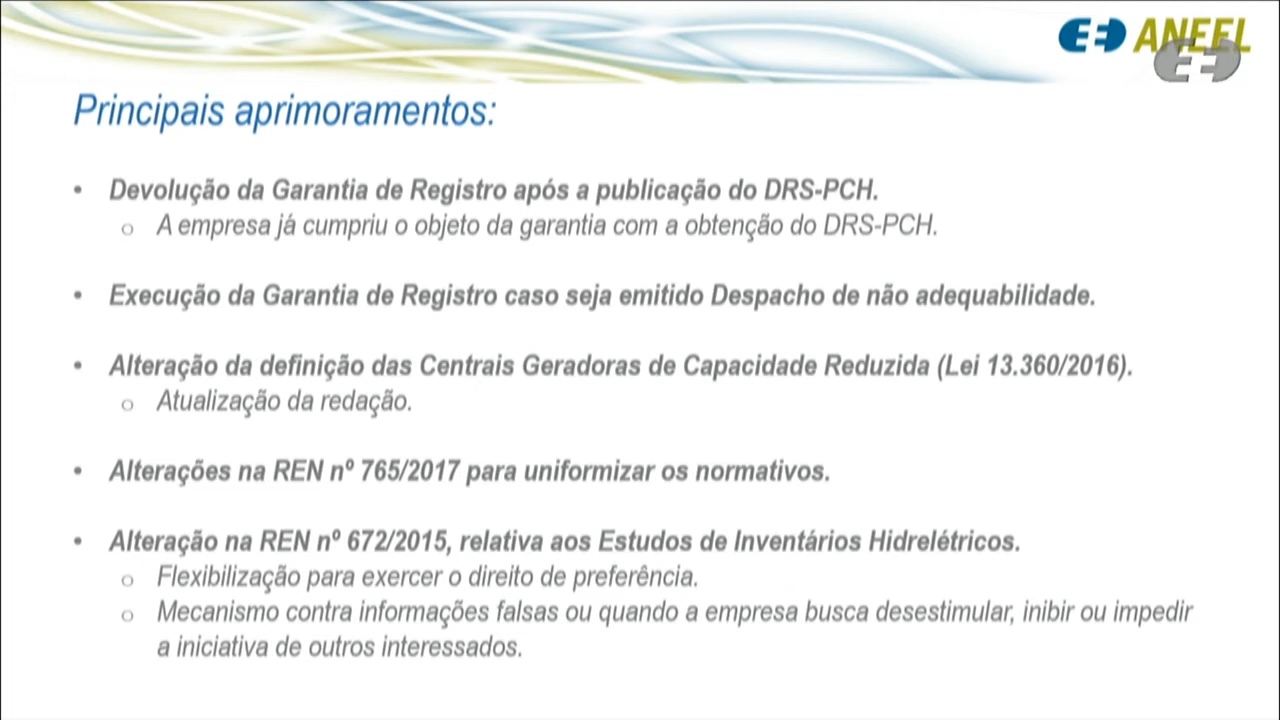 ANEEL
Principais aprimoramentos:
• Devolução da Garantia de Registro após a publicação do DRS-PCH.
o A empresa já cumpriu o objeto da garantia com a obtenção do DRS-PCH.
• Execução da Garantia de Registro caso seja emitido Despacho de não adequabilidade.
• Alteração da definição das Centrais Geradoras de Capacidade Reduzida (Lei 13.360/2016).
o Atualização da redação.
• Alterações na REN nº 765/2017 para uniformizar os normativos.
• Alteração na REN nº 672/2015, relativa aos Estudos de Inventários Hidrelétricos.
o Flexibilização para exercer o direito de preferência.
o Mecanismo contra informações falsas ou quando a empresa busca desestimular, inibir ou impedir
a iniciativa de outros interessados.